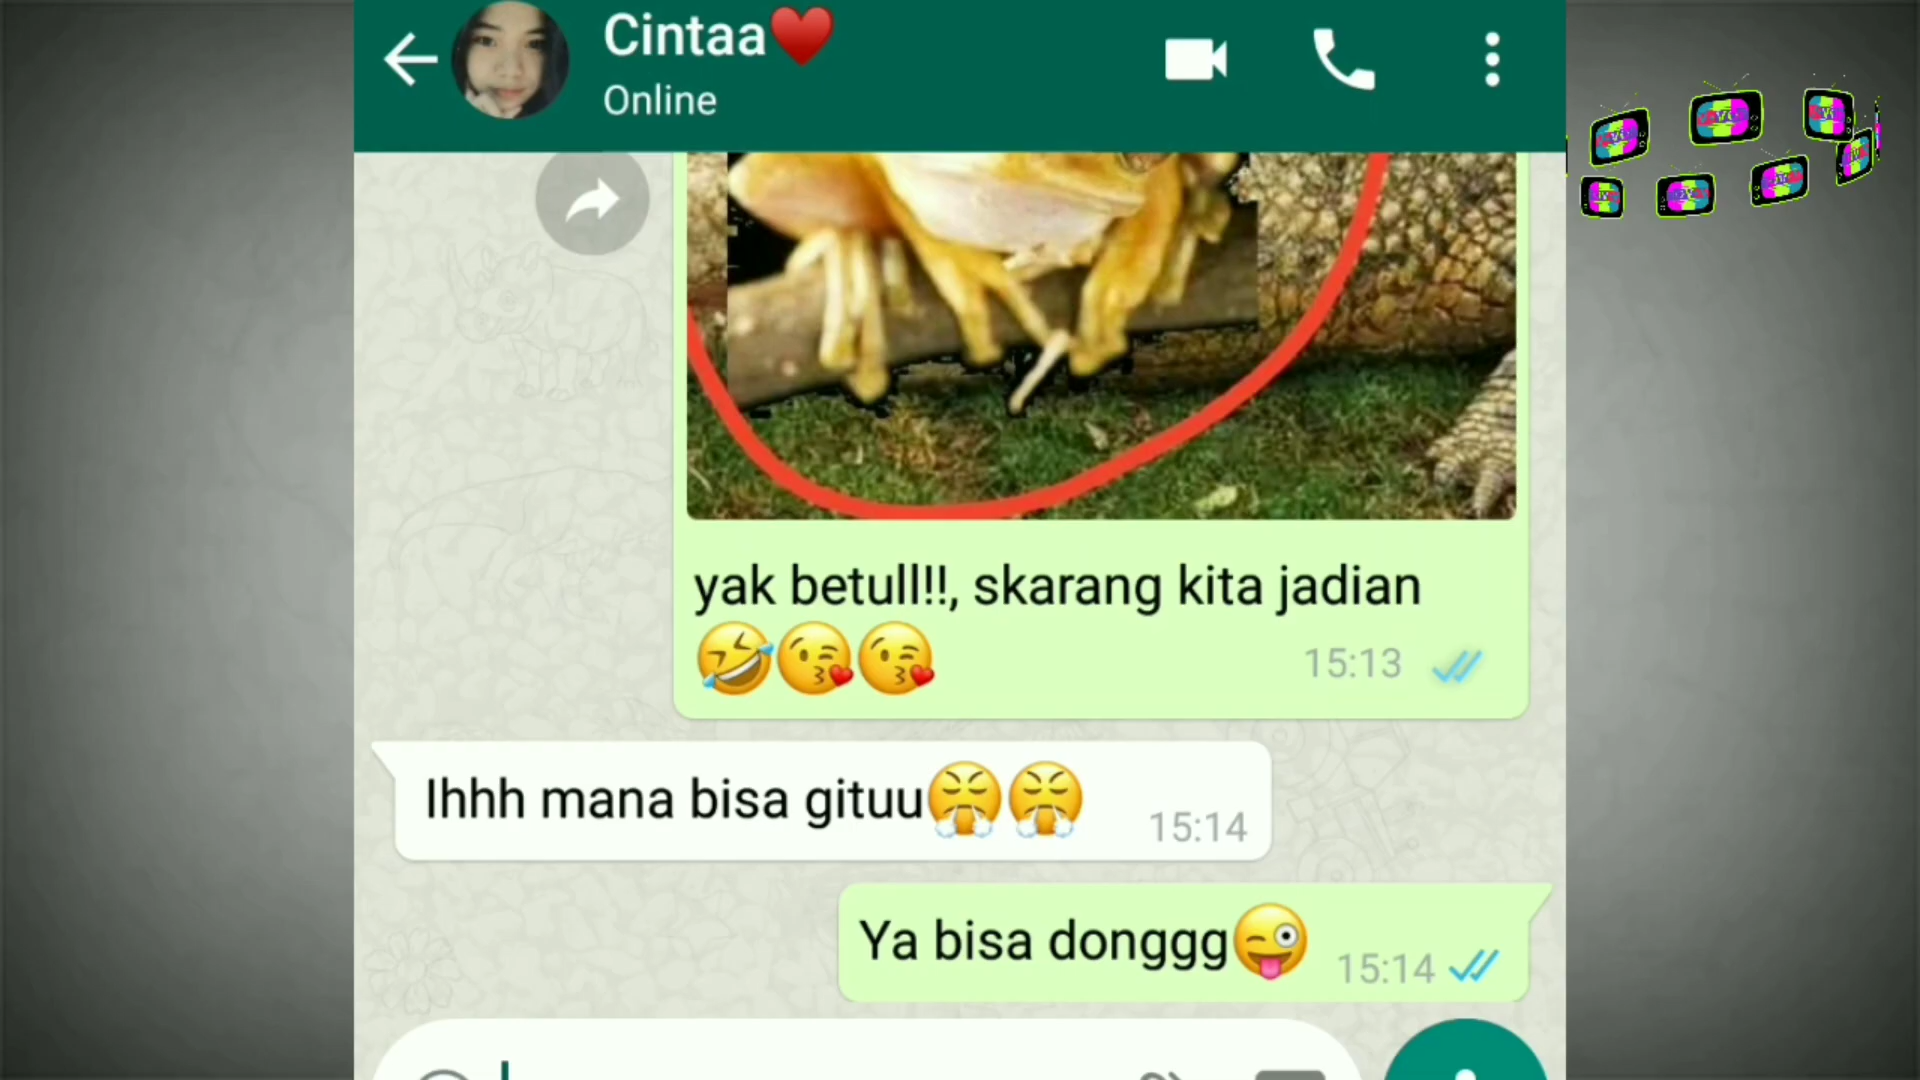 Cintaa❤️
Online
yak betull!!, skarang kita jadian
🤣😘😘 15:13
Ihhh mana bisa gituu😤😤 15:14
Ya bisa donggg😜 15:14